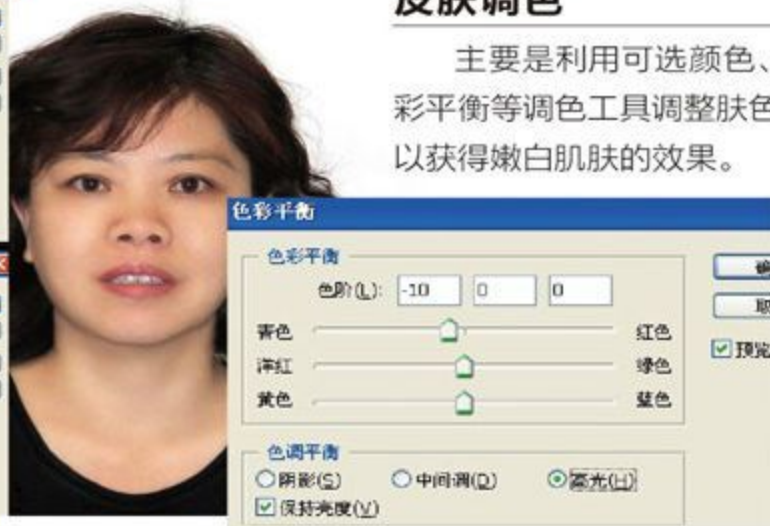 皮肤调色
主要是利用可选颜色、
彩平衡等调色工具调整肤色
以获得嫩白肌肤的效果。
色彩平衡
色彩平衡
色阶(L): -10 0 0
青色 红色
洋红 绿色
黄色 蓝色
预览
色调平衡
阴影(S) 中间调(D) 高光(H)
保持亮度(V)